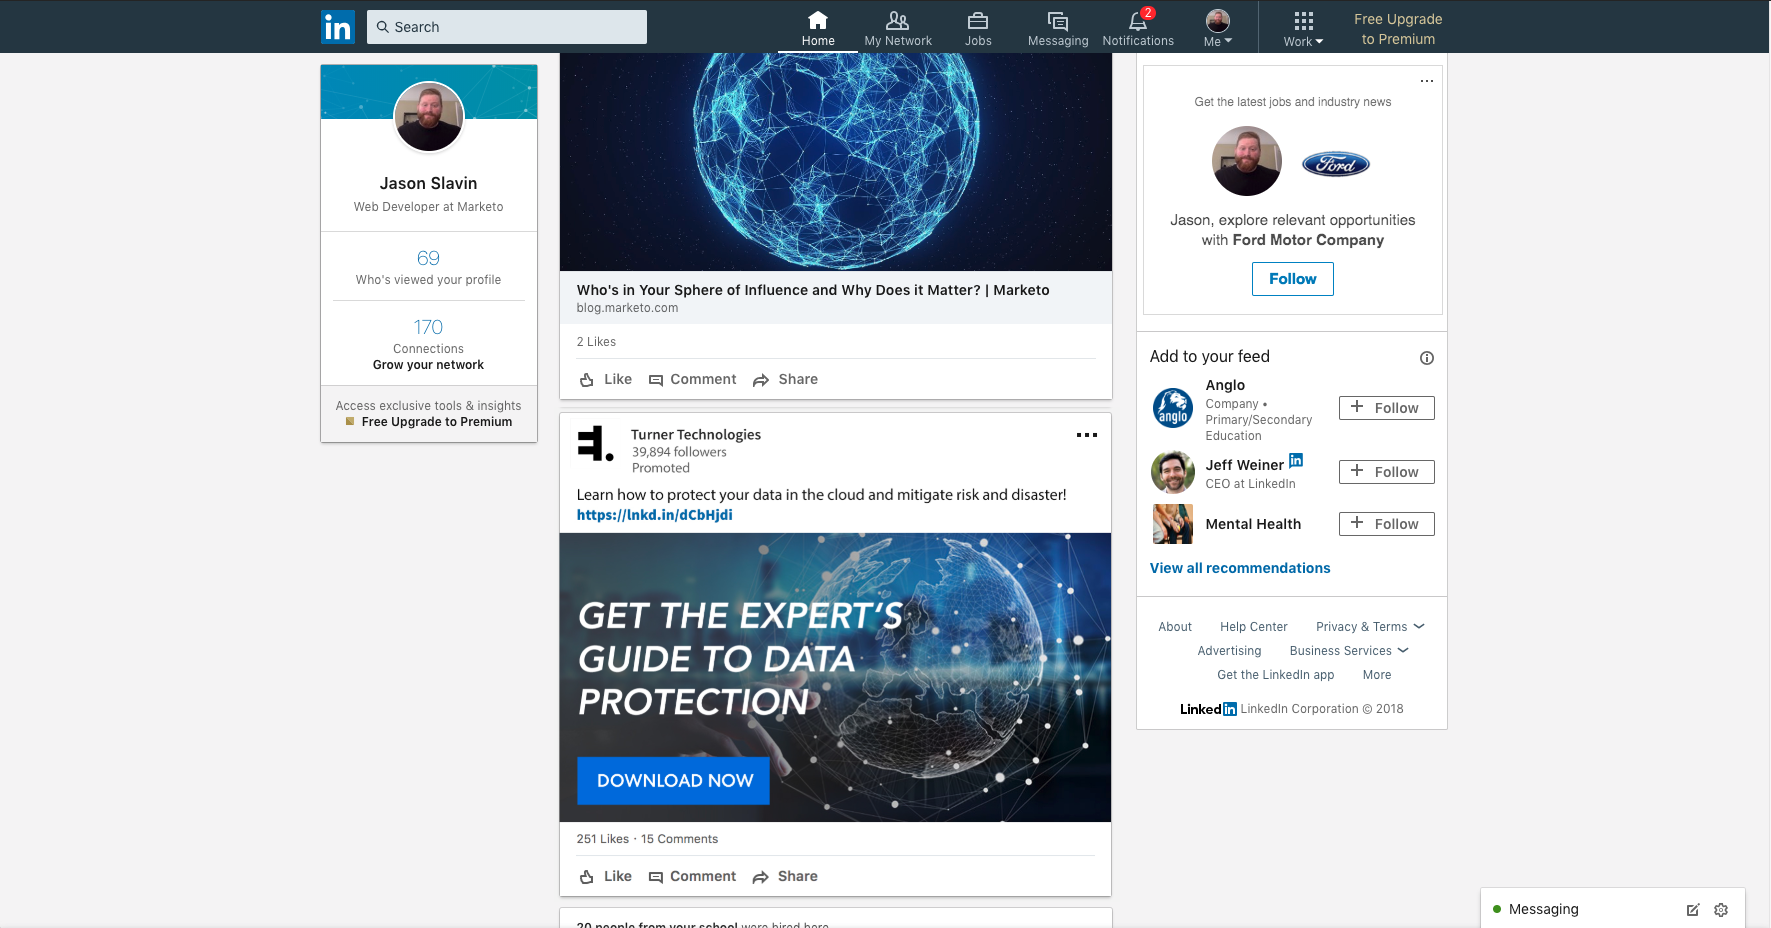 in
Search
Home
My Network
Jobs
Messaging
2
Notifications
Me
Work
Free Upgrade
to Premium
Jason Slavin
Web Developer at Marketo
69
Who's viewed your profile
170
Connections
Grow your network
Access exclusive tools & insights
Free Upgrade to Premium
Who's in Your Sphere of Influence and Why Does it Matter? | Marketo
blog.marketo.com
2 Likes
Like Comment Share
Turner Technologies
39,894 followers
Promoted
Learn how to protect your data in the cloud and mitigate risk and disaster!
https://lnkd.in/dCbHjdi
GET THE EXPERT'S
GUIDE TO DATA
PROTECTION
DOWNLOAD NOW
251 Likes · 15 Comments
Like Comment Share
20 people from your school were hired here
Get the latest jobs and industry news
Ford
Jason, explore relevant opportunities
with Ford Motor Company
Follow
Add to your feed
Anglo
anglo
Company •
Primary/Secondary
Education
+ Follow
Jeff Weiner in
CEO at LinkedIn
+ Follow
Mental Health
+ Follow
View all recommendations
About Help Center Privacy & Terms
Advertising Business Services
Get the LinkedIn app More
Linkedin LinkedIn Corporation © 2018
Messaging